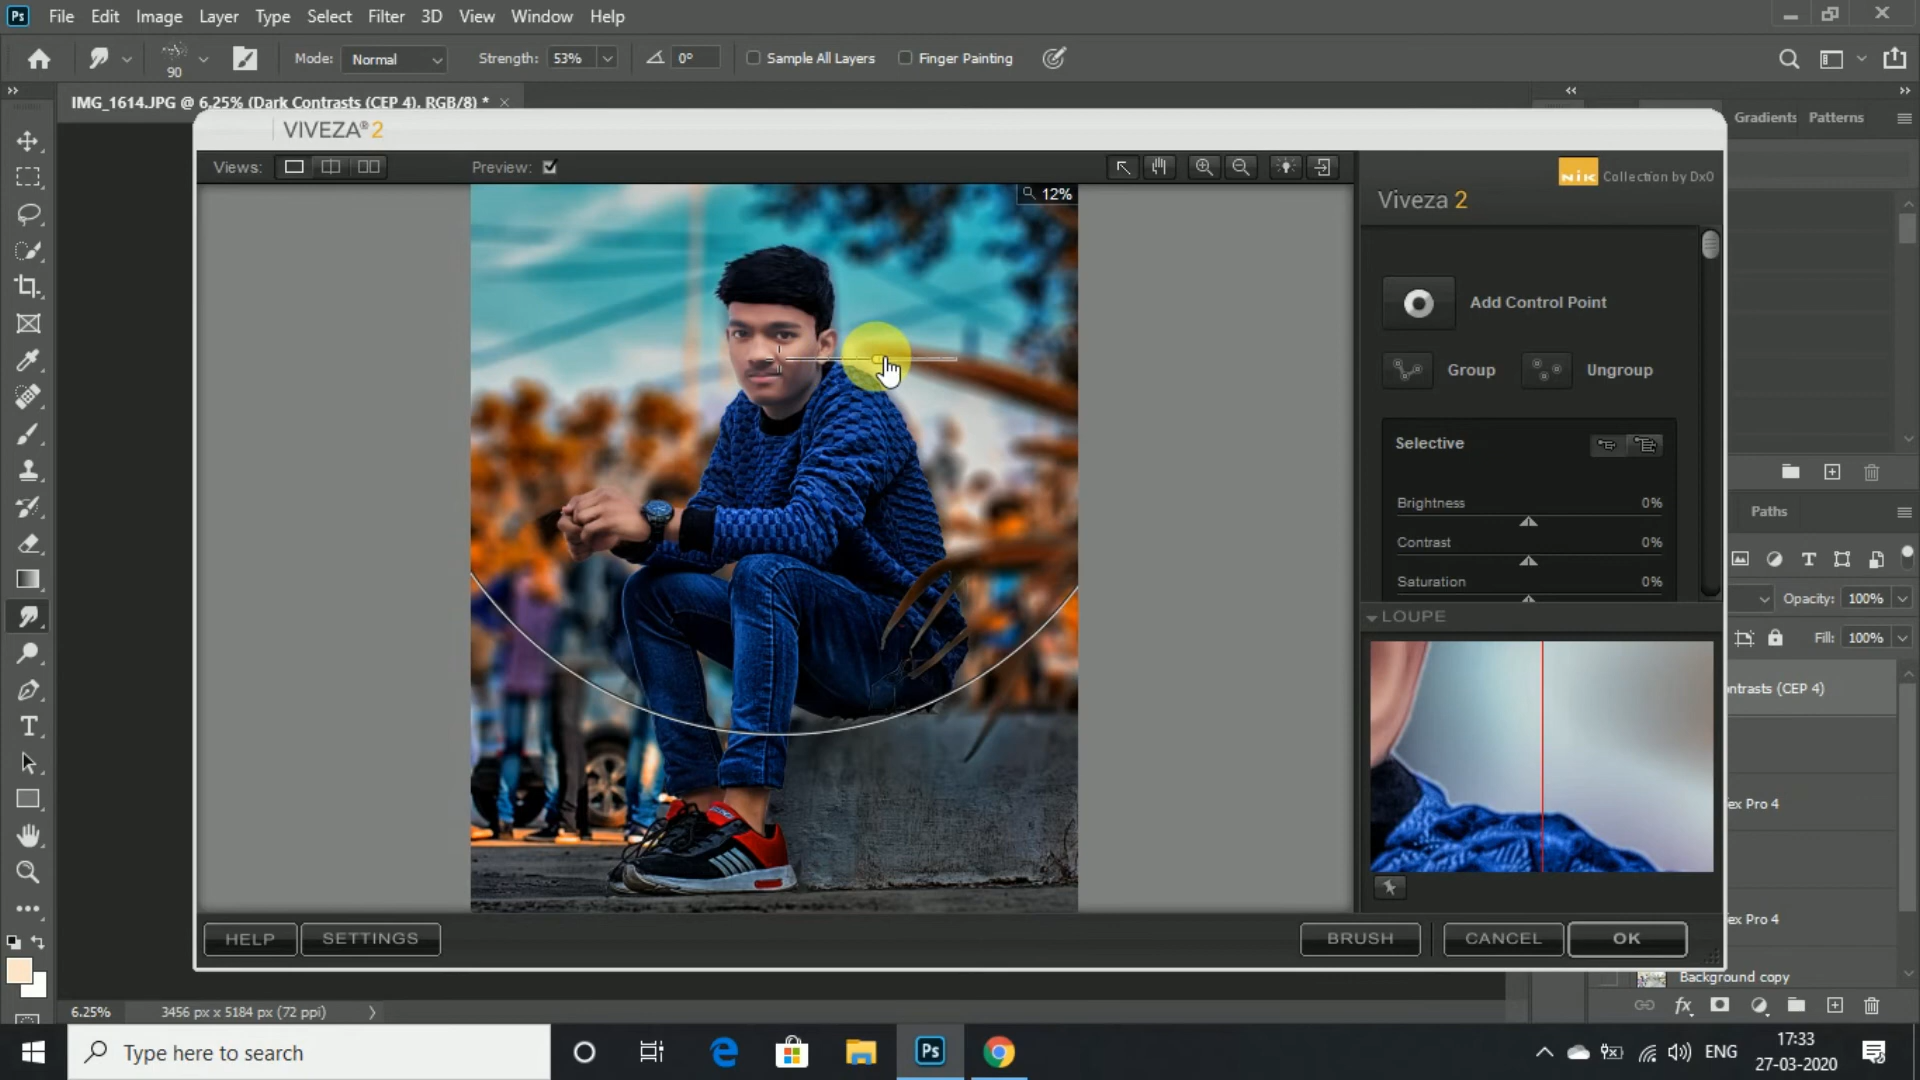 Ps File Edit Image Layer Type Select Filter 3D View Window Help
90 Mode: Normal Strength: 53% 0° Sample All Layers Finger Painting
IMG_1614.JPG @ 6.25% (Dark Contrasts (CEP 4), RGB/8) * ×
Gradients Patterns
VIVEZA® 2
Views: Preview:
12%
nik Collection by DxO
Viveza 2
Add Control Point
Group Ungroup
Selective
Brightness 0%
Contrast 0%
Saturation 0%
LOUPE
Paths
Opacity: 100%
Fill: 100%
ntrasts (CEP 4)
ex Pro 4
ex Pro 4
Background copy
HELP SETTINGS BRUSH CANCEL OK
6.25% 3456 px x 5184 px (72 ppi)
Type here to search
Ps
ENG
17:33
27-03-2020